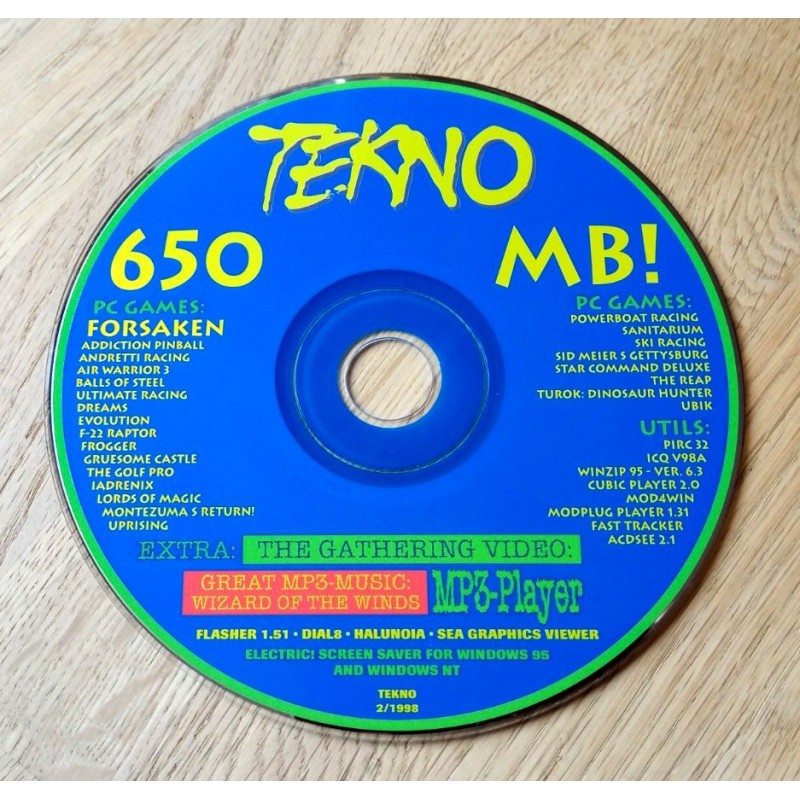 TEKNO
650 MB!
PC GAMES:
FORSAKEN
ADDICTION PINBALL
ANDRETTI RACING
AIR WARRIOR 3
BALLS OF STEEL
ULTIMATE RACING
DREAMS
EVOLUTION
F-22 RAPTOR
FROGGER
GRUESOME CASTLE
THE GOLF PRO
IADRENIX
LORDS OF MAGIC
MONTEZUMA S RETURN!
UPRISING
PC GAMES:
POWERBOAT RACING
SANITARIUM
SKI RACING
SID MEIER S GETTYSBURG
STAR COMMAND DELUXE
THE REAP
TUROK: DINOSAUR HUNTER
UBIK
UTILS:
PIRC 32
ICQ V98A
WINZIP 95 - VER. 6.3
CUBIC PLAYER 2.0
MOD4WIN
MODPLUG PLAYER 1.31
FAST TRACKER
ACDSEE 2.1
EXTRA: THE GATHERING VIDEO:
GREAT MP3-MUSIC:
WIZARD OF THE WINDS
MP3-Player
FLASHER 1.51 • DIAL8 • HALUNOIA • SEA GRAPHICS VIEWER
ELECTRIC! SCREEN SAVER FOR WINDOWS 95
AND WINDOWS NT
TEKNO
2/1998